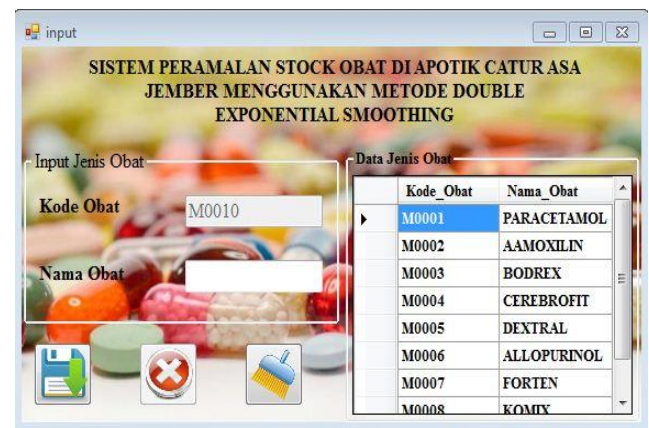 input
SISTEM PERAMALAN STOCK OBAT DI APOTIK CATUR ASA
JEMBER MENGGUNAKAN METODE DOUBLE
EXPONENTIAL SMOOTHING
Input Jenis Obat
Kode Obat
M0010
Nama Obat
Data Jenis Obat
Kode_Obat Nama_Obat
M0001 PARACETAMOL
M0002 AAMOXILIN
M0003 BODREX
M0004 CEREBROFIT
M0005 DEXTRAL
M0006 ALLOPURINOL
M0007 FORTEN
M0008 KOMIX